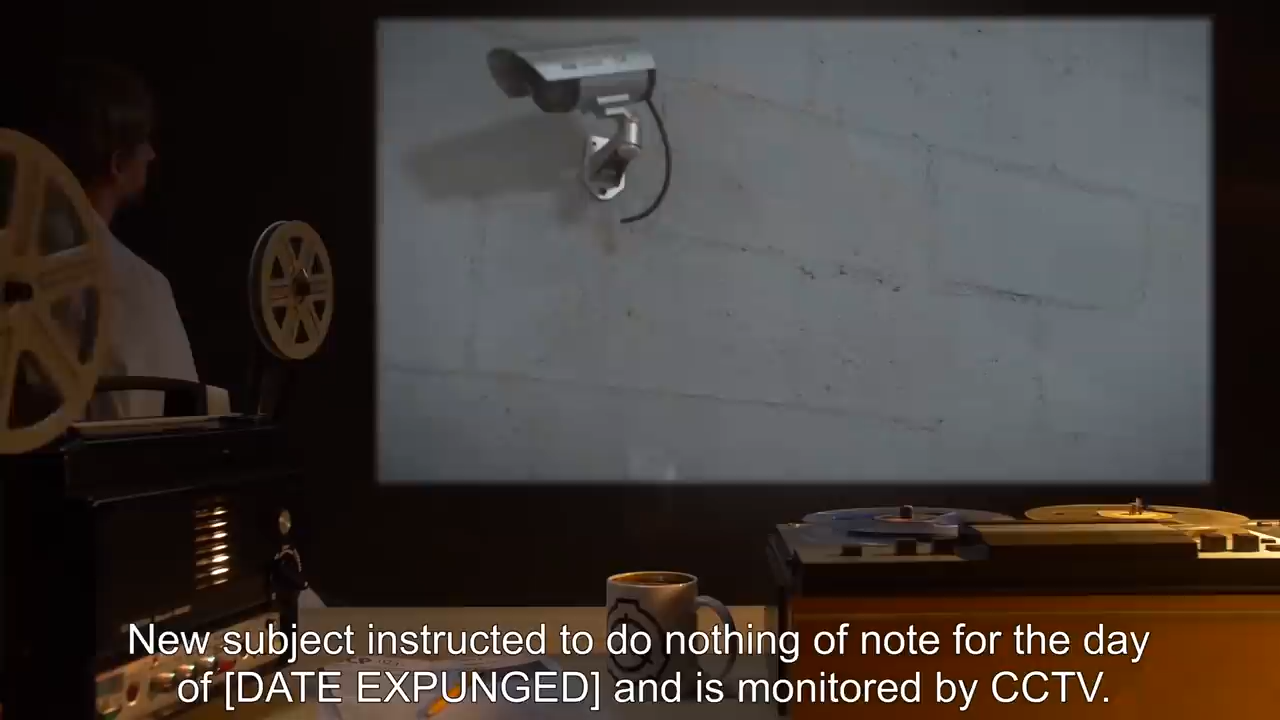 New subject instructed to do nothing of note for the day
of [DATE EXPUNGED] and is monitored by CCTV.